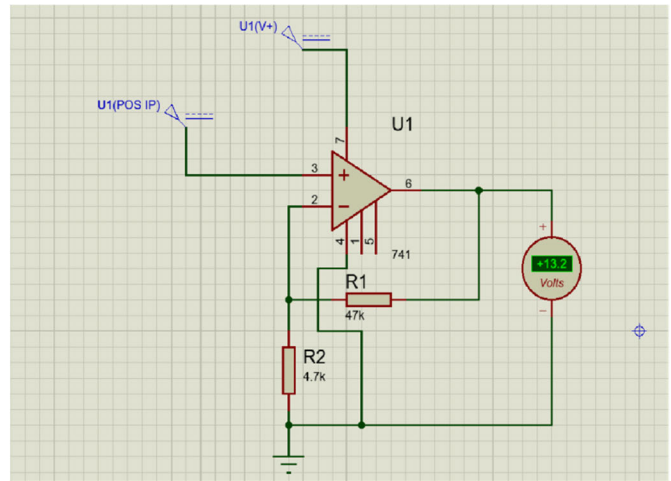 U1(V+)
U1(POS IP)
U1
7
3
+
6
2
−
4
1
5
741
+
+13.2
Volts
−
R1
47k
R2
4.7k